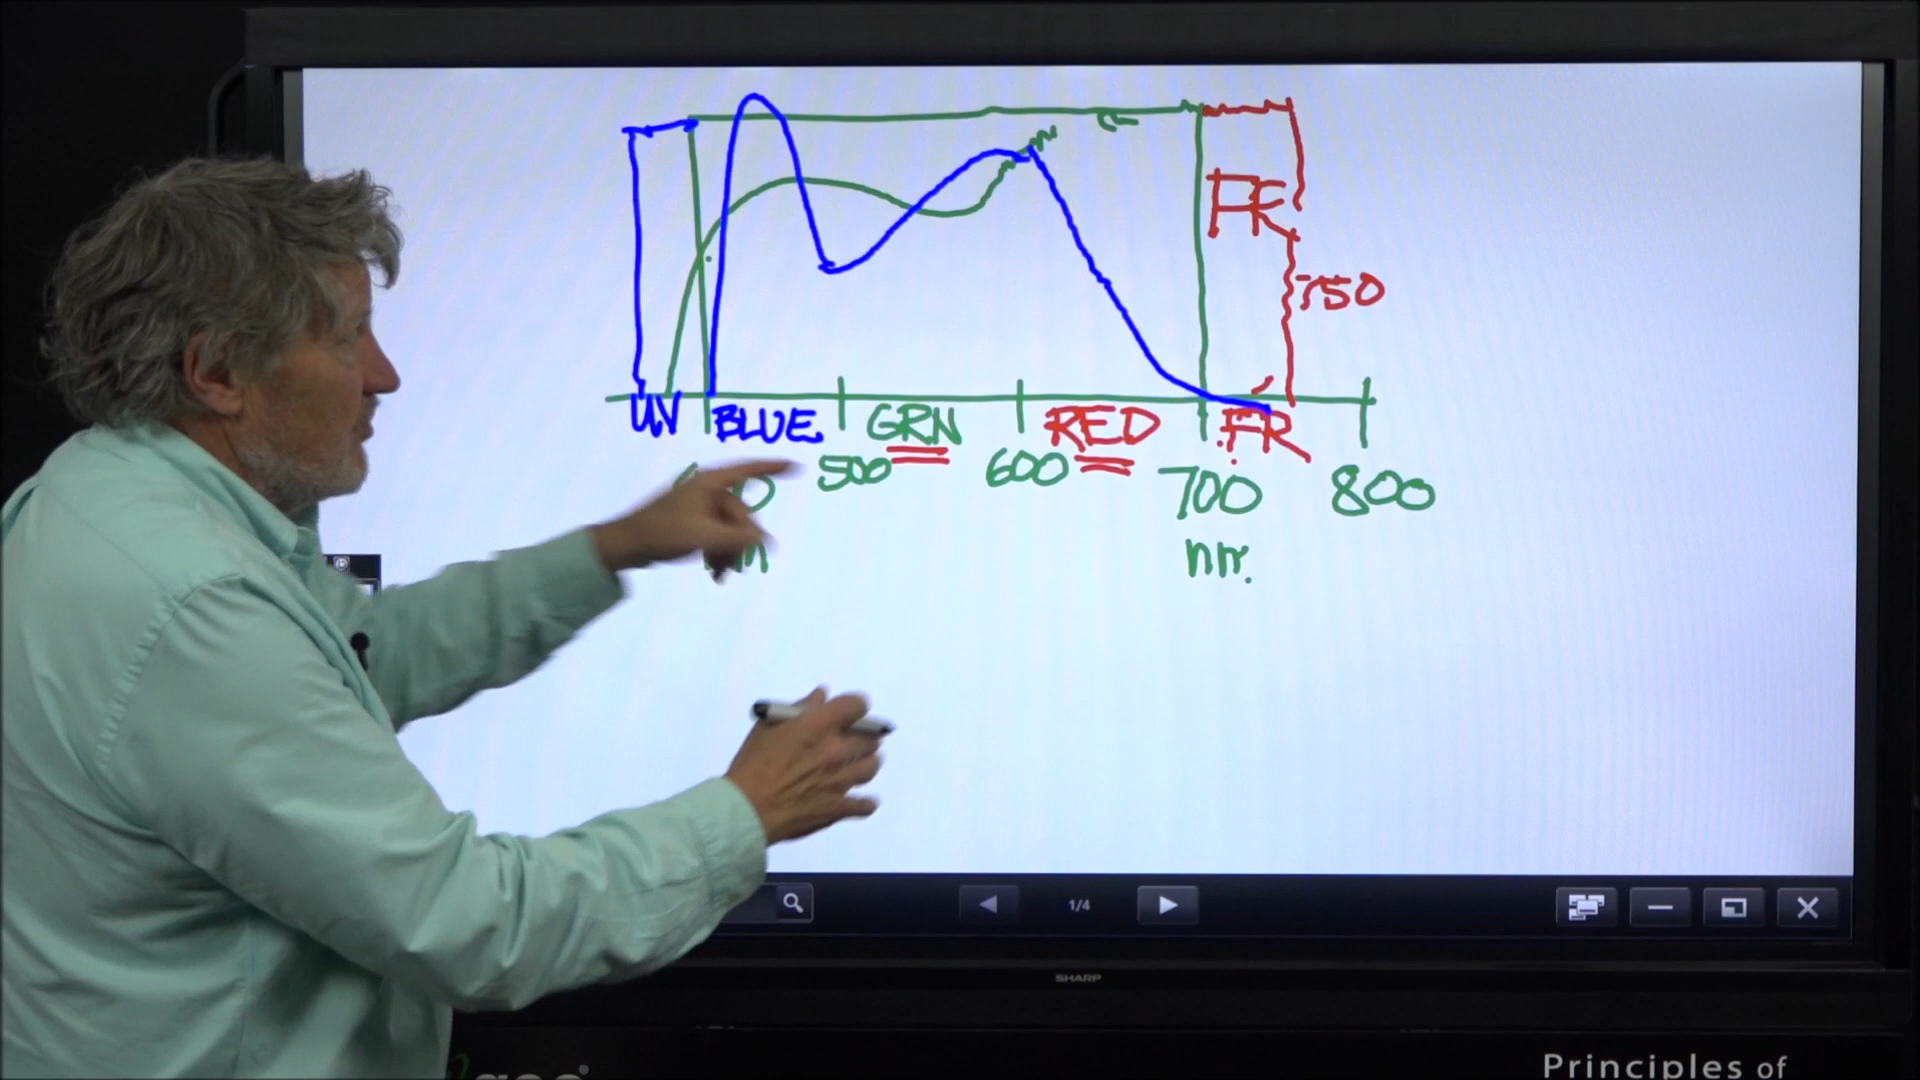 FR
750
UV BLUE GRN RED FR
500 600 700 800
nm
1/4
SHARP
Principles of